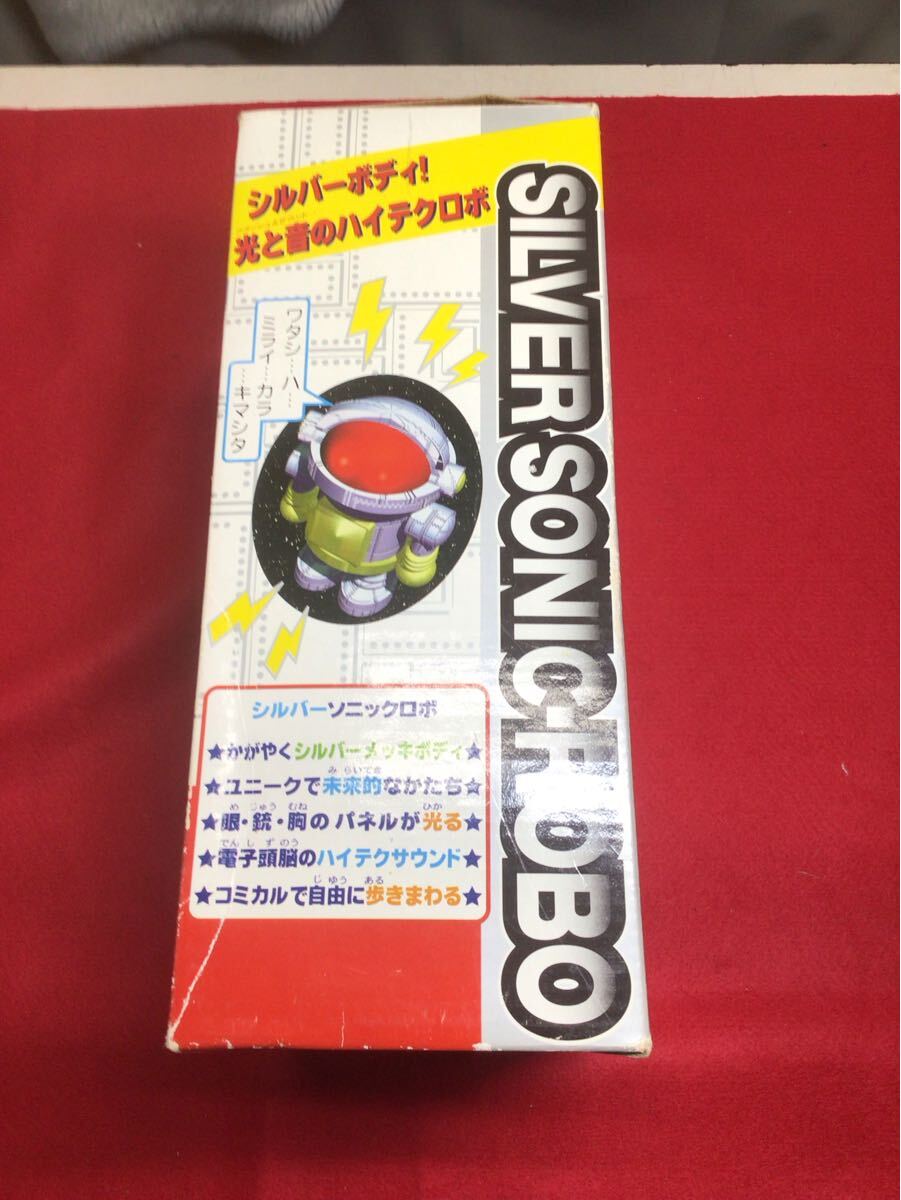 シルバーボディ!
光と音のハイテクロボ
ワタシ…ハ…
ミライ…カラ
…キマシタ
SILVERSONIC ROBO
シルバーソニックロボ
★かがやくシルバーメッキボディ★
★ユニークで未来的なかたち★
★眼・銃・胸のパネルが光る★
★電子頭脳のハイテクサウンド★
★コミカルで自由に歩きまわる★